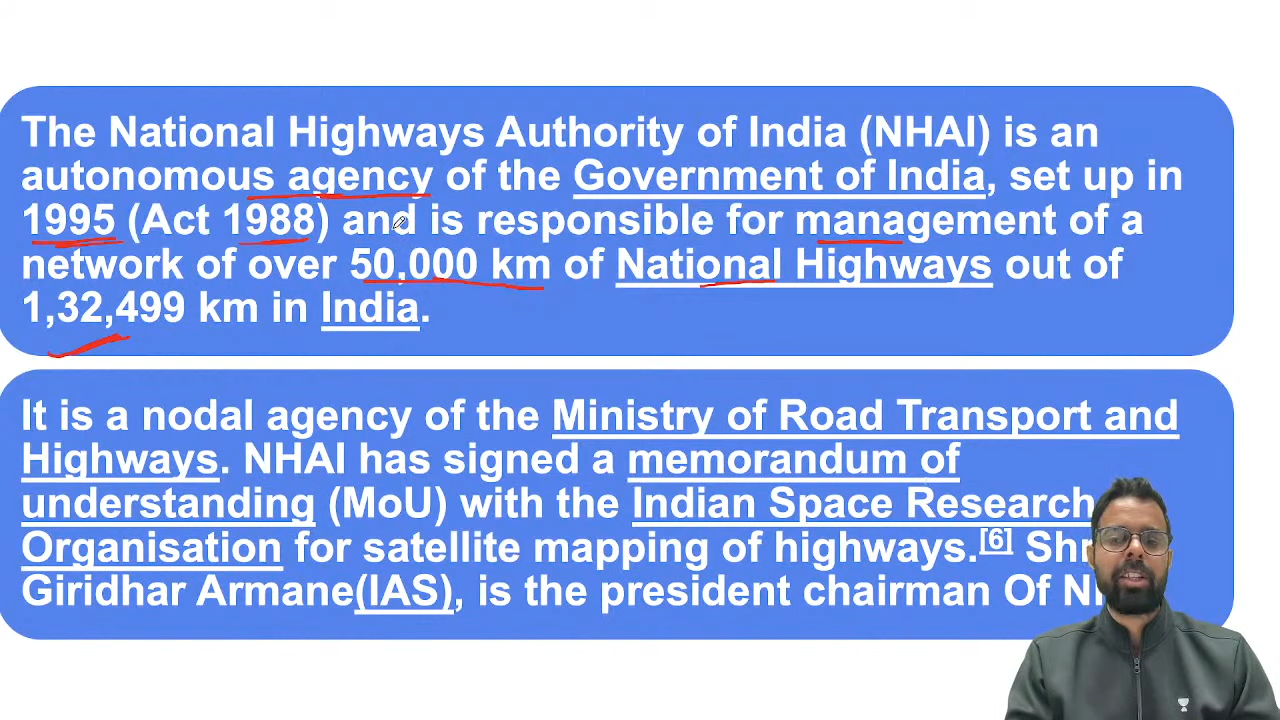 The National Highways Authority of India (NHAI) is an
autonomous agency of the Government of India, set up in
1995 (Act 1988) and is responsible for management of a
network of over 50,000 km of National Highways out of
1,32,499 km in India.
It is a nodal agency of the Ministry of Road Transport and
Highways. NHAI has signed a memorandum of
understanding (MoU) with the Indian Space Research
Organisation for satellite mapping of highways.[6]
Giridhar Armane(IAS), is the president chairman Of